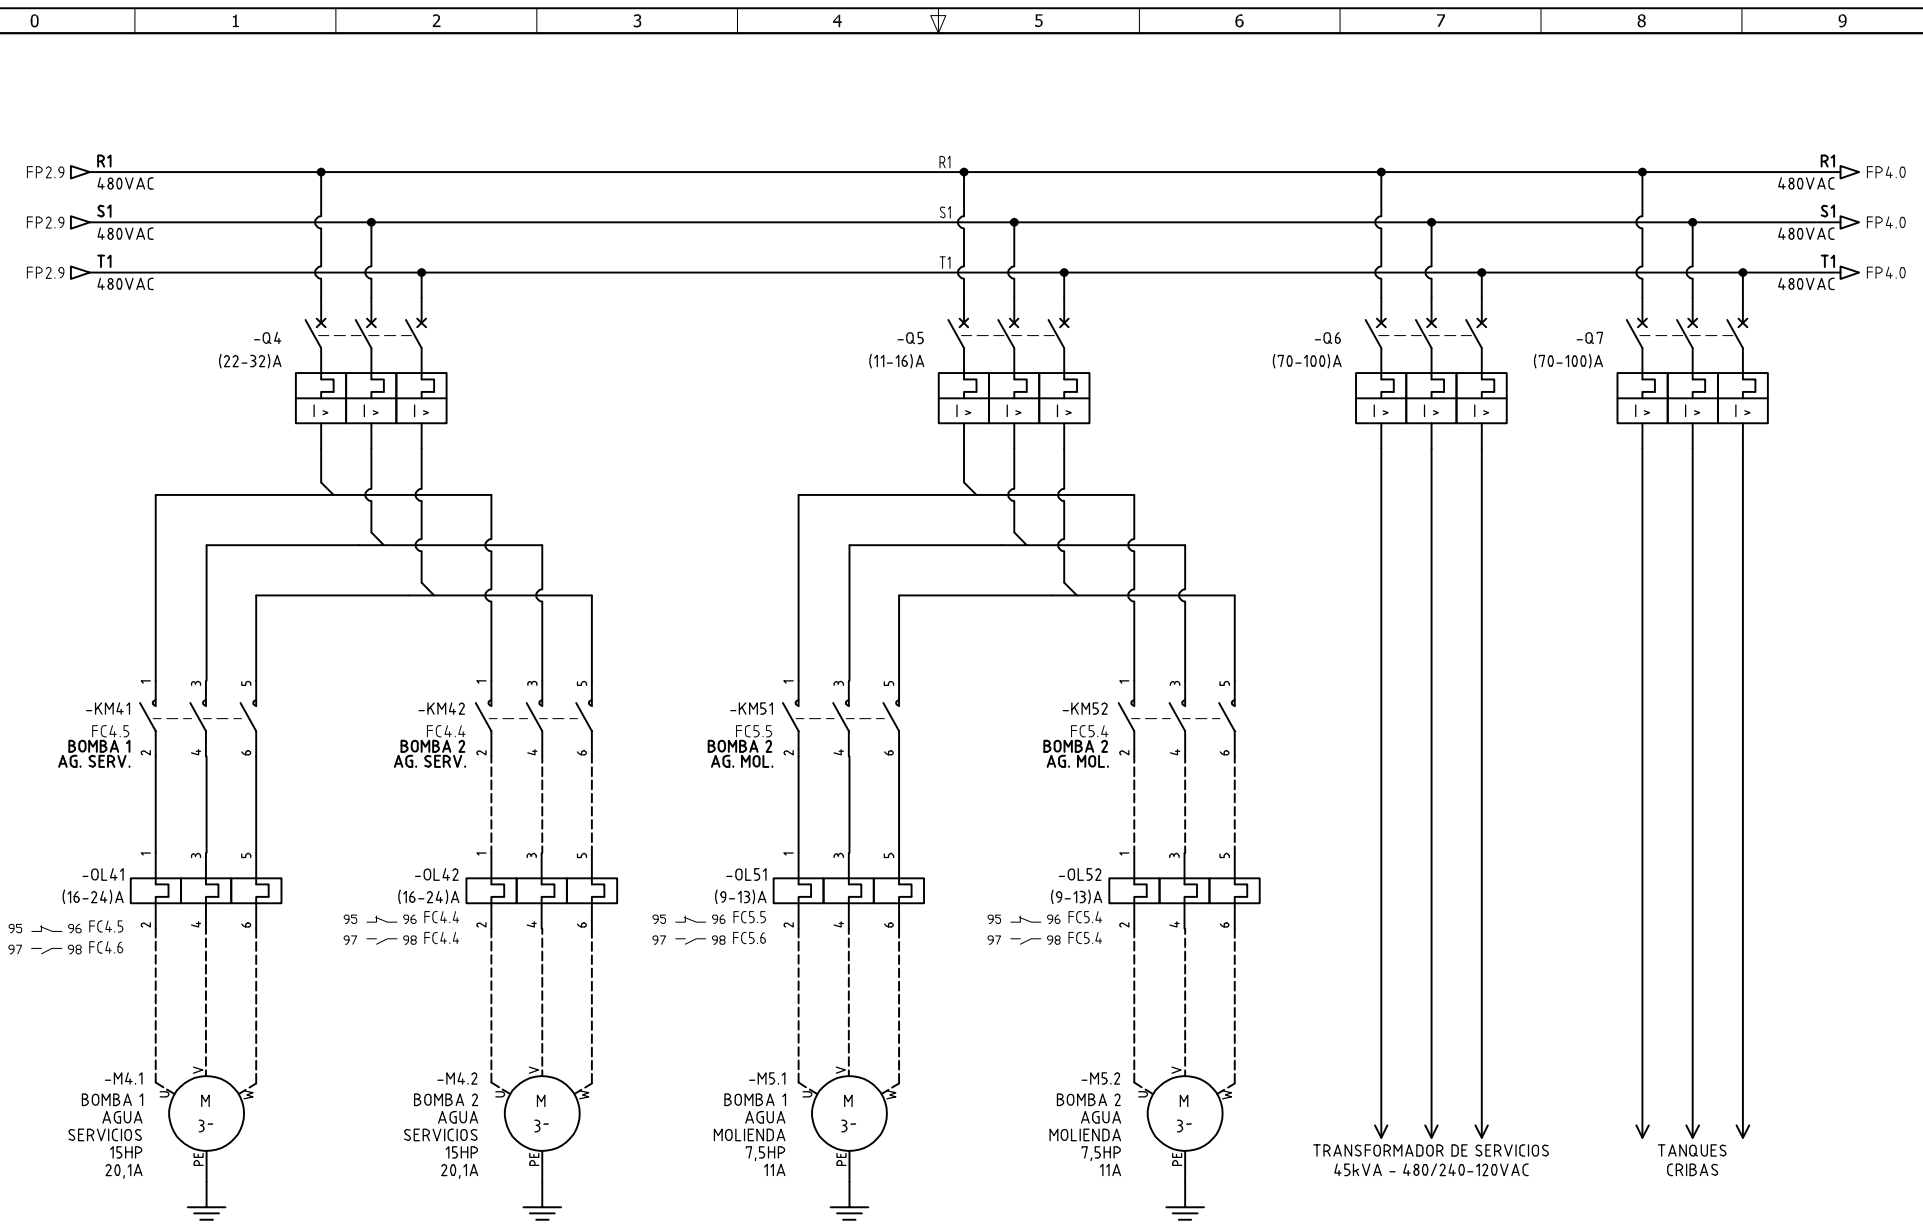 0 1 2 3 4 5 6 7 8 9
R1 R1 R1
FP2.9 480VAC 480VAC FP4.0
S1 S1 S1
FP2.9 480VAC 480VAC FP4.0
T1 T1 T1
FP2.9 480VAC 480VAC FP4.0
-Q4 -Q5 -Q6 -Q7
(22-32)A (11-16)A (70-100)A (70-100)A
I > I > I > I > I > I > I > I > I > I > I > I >
1 3 5 1 3 5 1 3 5 1 3 5
-KM41 -KM42 -KM51 -KM52
FC4.5 FC4.4 FC5.5 FC5.4
BOMBA 1 BOMBA 2 BOMBA 2 BOMBA 2
AG. SERV. AG. SERV. AG. MOL. AG. MOL.
2 4 6 2 4 6 2 4 6 2 4 6
1 3 5 1 3 5 1 3 5 1 3 5
-OL41 -OL42 -OL51 -OL52
(16-24)A (16-24)A (9-13)A (9-13)A
2 4 6 2 4 6 2 4 6 2 4 6
95 96 FC4.5 95 96 FC4.4 95 96 FC5.5 95 96 FC5.4
97 98 FC4.6 97 98 FC4.4 97 98 FC5.6 97 98 FC5.4
U V W U V W U V W U V W
-M4.1 -M4.2 -M5.1 -M5.2
BOMBA 1 BOMBA 2 BOMBA 1 BOMBA 2
AGUA AGUA AGUA AGUA
SERVICIOS SERVICIOS MOLIENDA MOLIENDA
15HP 15HP 7,5HP 7,5HP
20,1A 20,1A 11A 11A
M M M M
3~ 3~ 3~ 3~
PE PE PE PE
TRANSFORMADOR DE SERVICIOS
45kVA - 480/240-120VAC
TANQUES
CRIBAS